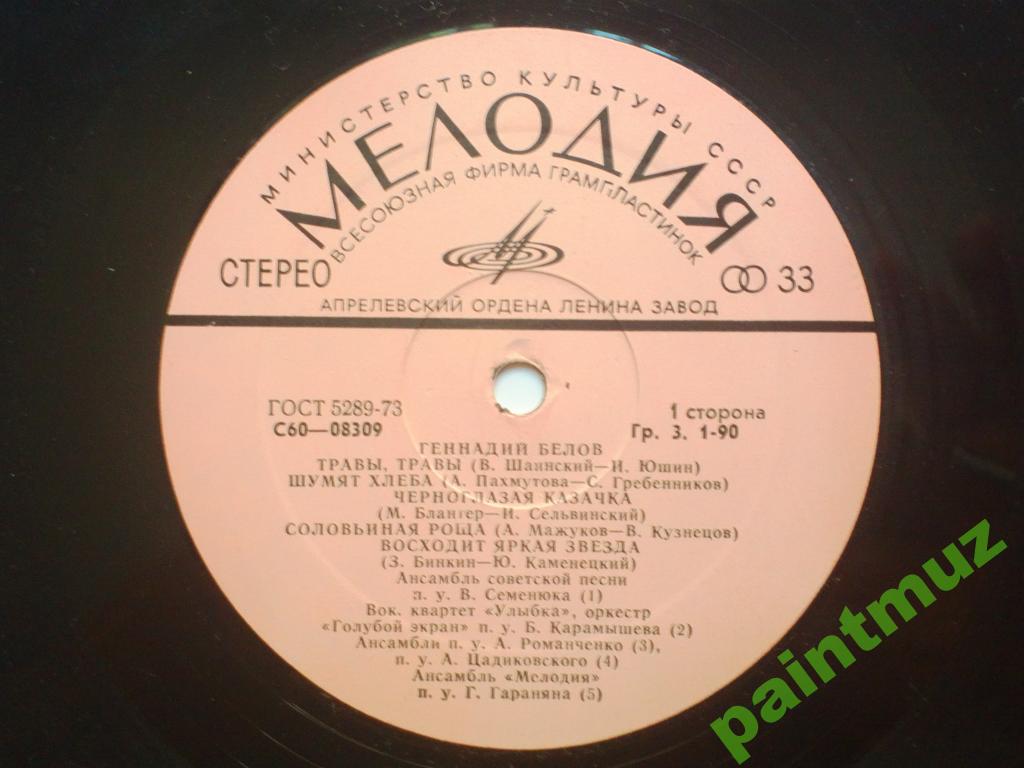 МИНИСТЕРСТВО КУЛЬТУРЫ СССР
МЕЛОДИЯ
ВСЕСОЮЗНАЯ ФИРМА ГРАМПЛАСТИНОК
СТЕРЕО 33
АПРЕЛЕВСКИЙ ОРДЕНА ЛЕНИНА ЗАВОД
ГОСТ 5289-73 1 сторона
С60—08309 Гр. 3. 1-90
ГЕННАДИЙ БЕЛОВ
ТРАВЫ, ТРАВЫ (В. Шаинский—И. Юшин)
ШУМЯТ ХЛЕБА (А. Пахмутова—С. Гребенников)
ЧЕРНОГЛАЗАЯ КАЗАЧКА
(М. Блантер—И. Сельвинский)
СОЛОВЬИНАЯ РОЩА (А. Мажуков—В. Кузнецов)
ВОСХОДИТ ЯРКАЯ ЗВЕЗДА
(З. Бинкин—Ю. Каменецкий)
Ансамбль советской песни
п. у. В. Семенюка (1)
Вок. квартет «Улыбка», оркестр
«Голубой экран» п. у. Б. Карамышева (2)
Ансамбли п. у. А. Романченко (3),
п. у. А. Цадиковского (4)
Ансамбль «Мелодия»
п. у. Г. Гараняна (5)
paintmuz